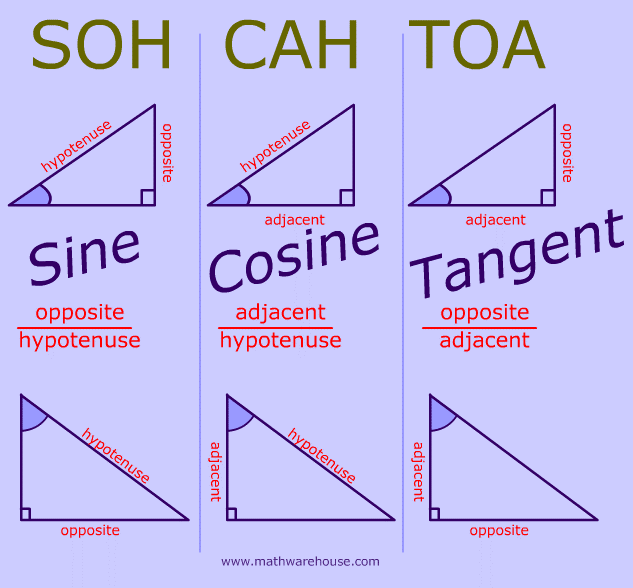 SOH
hypotenuse
opposite
Sine
opposite
hypotenuse
hypotenuse
opposite
CAH
hypotenuse
adjacent
Cosine
adjacent
hypotenuse
adjacent
hypotenuse
TOA
opposite
adjacent
Tangent
opposite
adjacent
adjacent
opposite
www.mathwarehouse.com